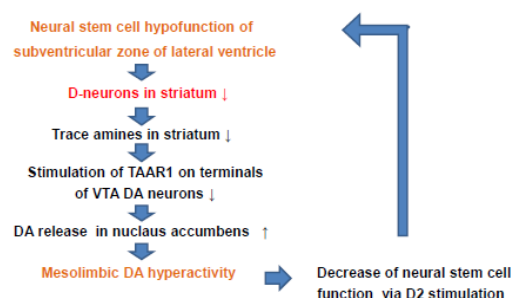 Neural stem cell hypofunction of
subventricular zone of lateral ventricle
D-neurons in striatum ↓
Trace amines in striatum ↓
Stimulation of TAAR1 on terminals
of VTA DA neurons ↓
DA release in nuclaus accumbens ↑
Mesolimbic DA hyperactivity
Decrease of neural stem cell
function via D2 stimulation